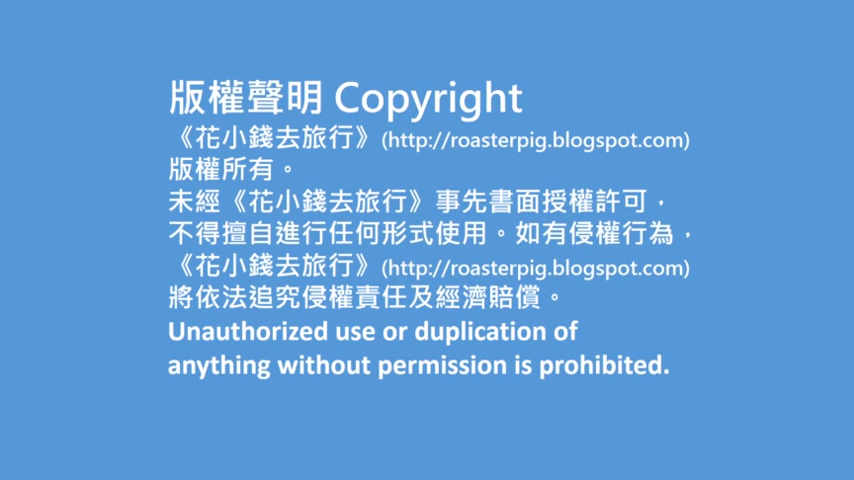 版權聲明 Copyright
《花小錢去旅行》(http://roasterpig.blogspot.com)
版權所有。
未經《花小錢去旅行》事先書面授權許可，
不得擅自進行任何形式使用。如有侵權行為，
《花小錢去旅行》(http://roasterpig.blogspot.com)
將依法追究侵權責任及經濟賠償。
Unauthorized use or duplication of
anything without permission is prohibited.